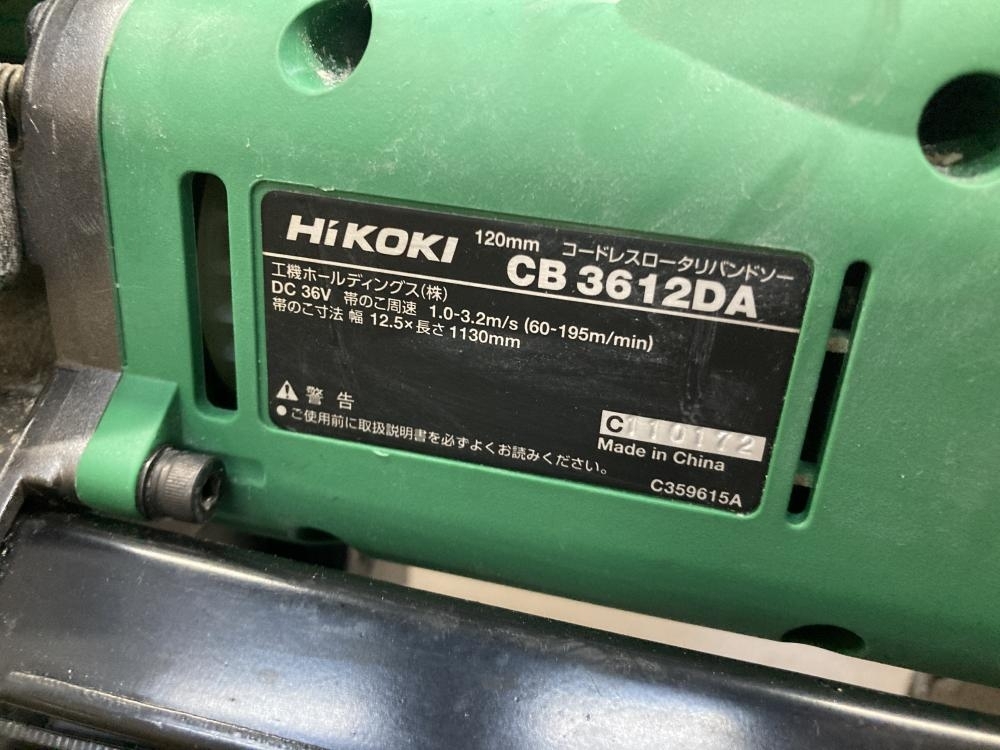 HiKOKI 120mm コードレスロータリバンドソー
CB 3612DA
工機ホールディングス(株)
DC 36V 帯のこ周速 1.0-3.2m/s (60-195m/min)
帯のこ寸法 幅 12.5×長さ 1130mm
警告
●ご使用前に取扱説明書を必ずよくお読みください。
C110172
Made in China
C359615A